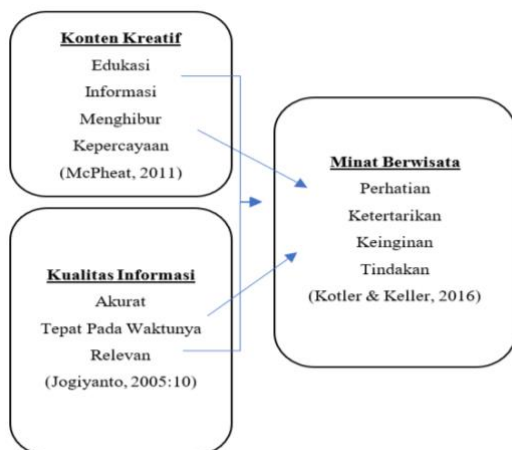 Konten Kreatif
Edukasi
Informasi
Menghibur
Kepercayaan
(McPheat, 2011)
Kualitas Informasi
Akurat
Tepat Pada Waktunya
Relevan
(Jogiyanto, 2005:10)
Minat Berwisata
Perhatian
Ketertarikan
Keinginan
Tindakan
(Kotler & Keller, 2016)